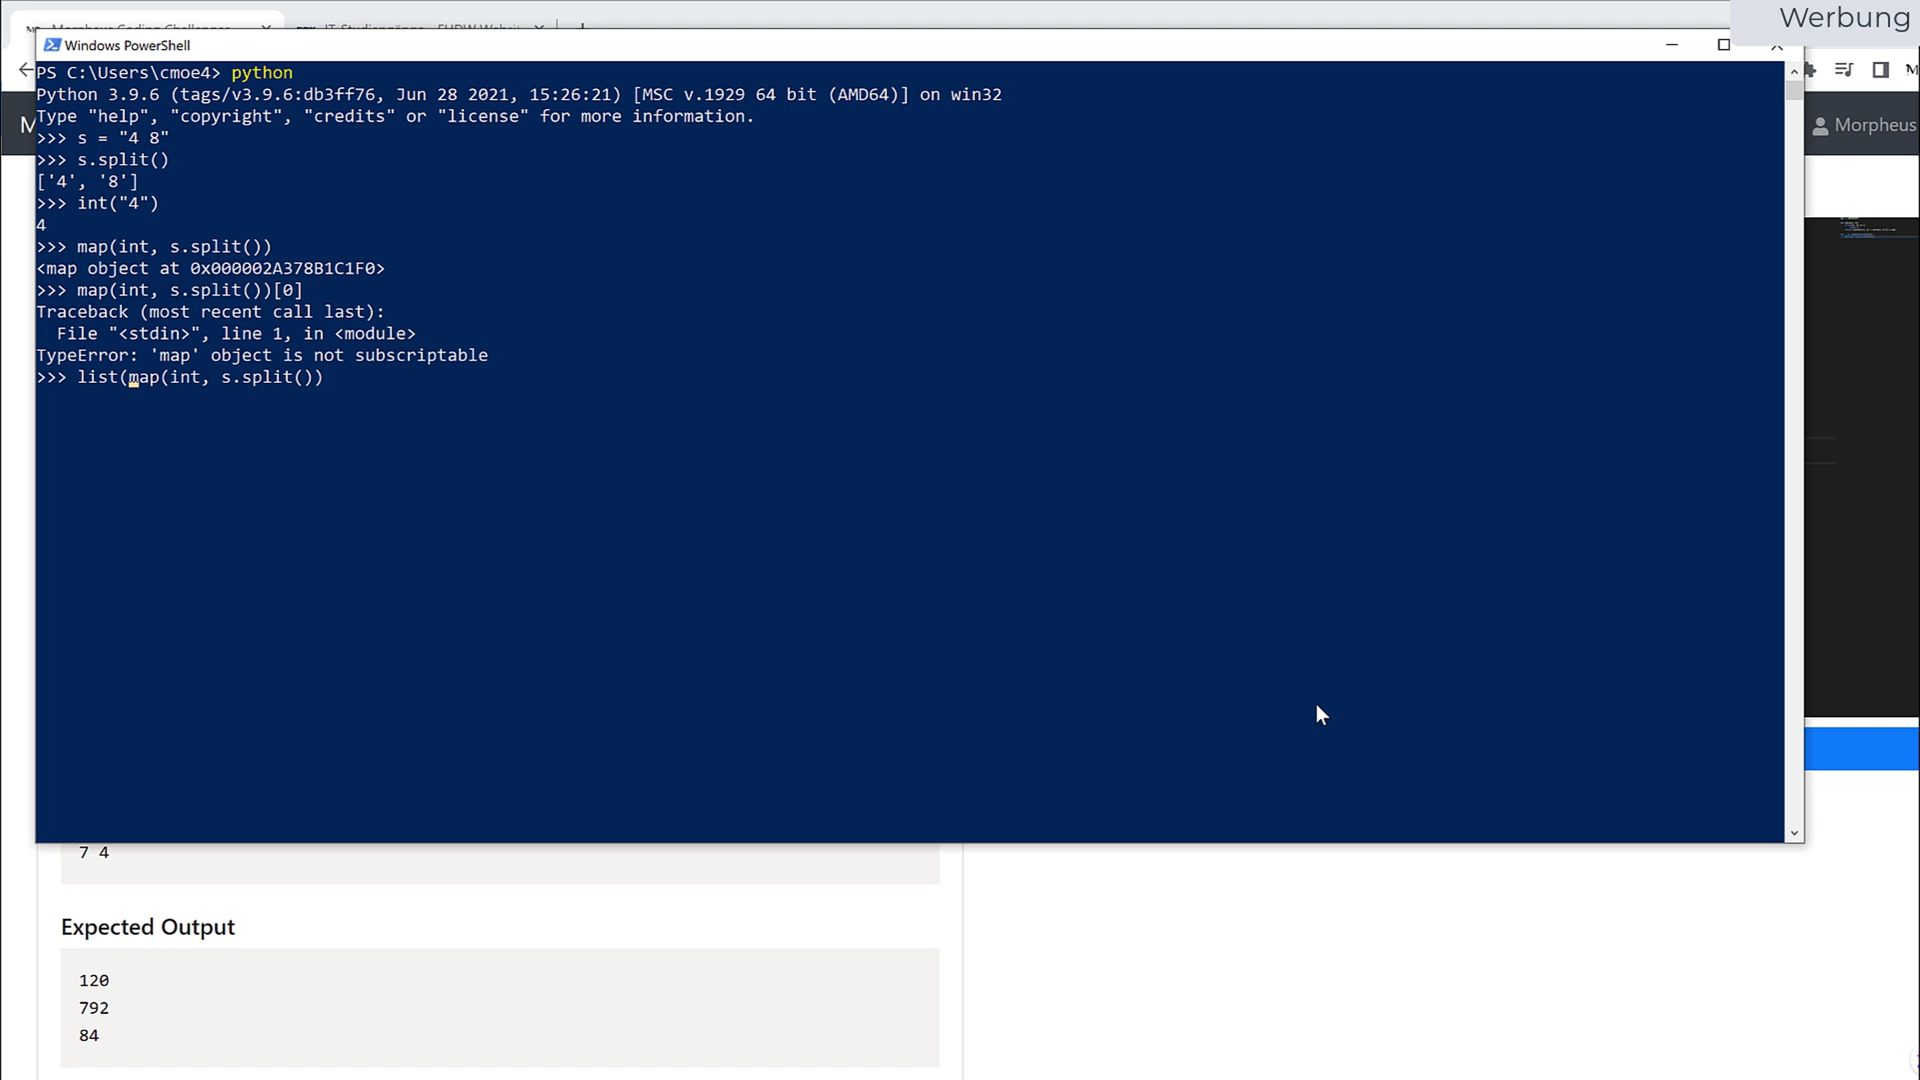 Werbung
Windows PowerShell
PS C:\Users\cmoe4> python
Python 3.9.6 (tags/v3.9.6:db3ff76, Jun 28 2021, 15:26:21) [MSC v.1929 64 bit (AMD64)] on win32
Type "help", "copyright", "credits" or "license" for more information.
>>> s = "4 8"
>>> s.split()
['4', '8']
>>> int("4")
4
>>> map(int, s.split())
<map object at 0x000002A378B1C1F0>
>>> map(int, s.split())[0]
Traceback (most recent call last):
  File "<stdin>", line 1, in <module>
TypeError: 'map' object is not subscriptable
>>> list(map(int, s.split())
Morpheus
7 4
Expected Output
120
792
84